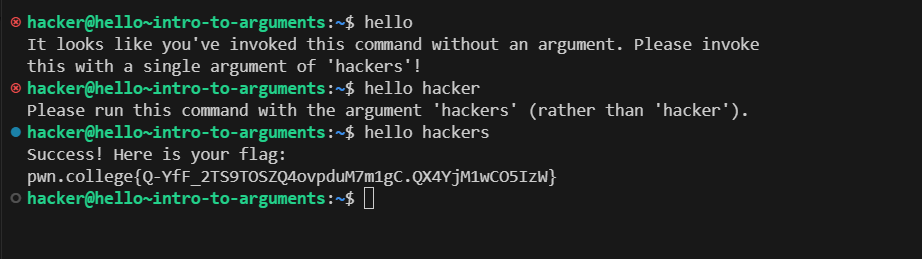 hacker@hello~intro-to-arguments:~$ hello
It looks like you've invoked this command without an argument. Please invoke
this with a single argument of 'hackers'!
hacker@hello~intro-to-arguments:~$ hello hacker
Please run this command with the argument 'hackers' (rather than 'hacker').
hacker@hello~intro-to-arguments:~$ hello hackers
Success! Here is your flag:
pwn.college{Q-YfF_2TS9TOSZQ4ovpduM7m1gC.QX4YjM1wCO5IzW}
hacker@hello~intro-to-arguments:~$